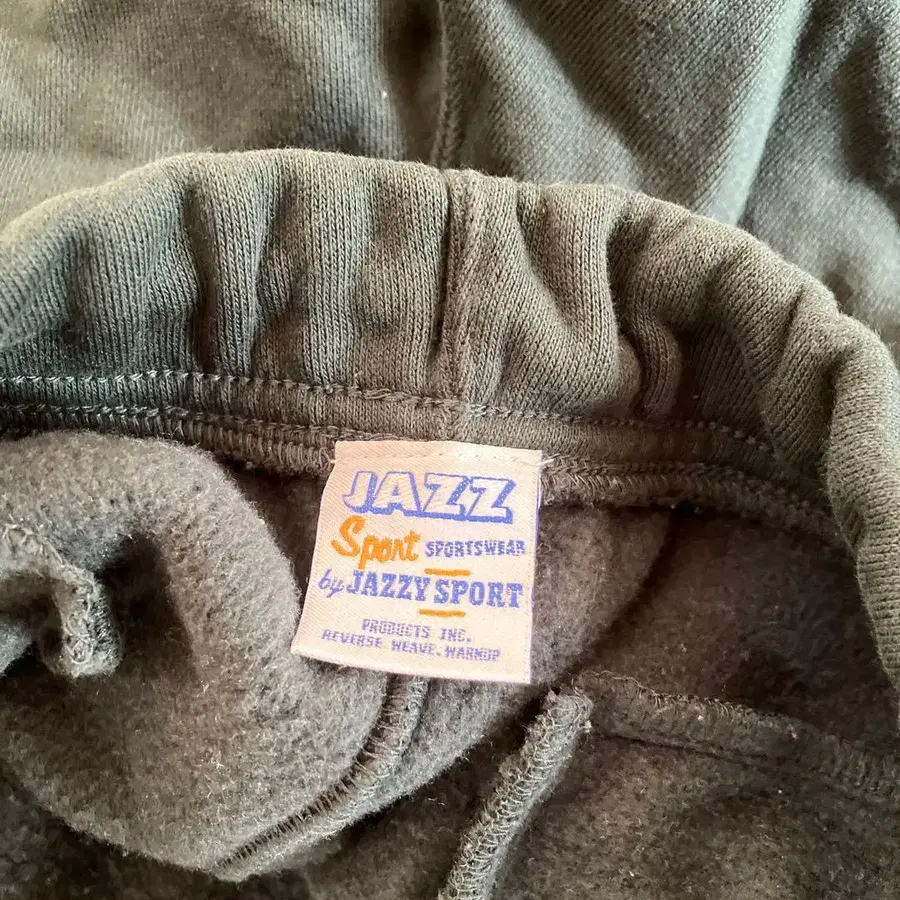 JAZZ
Sport SPORTSWEAR
by JAZZY SPORT
PRODUCTS INC.
REVERSE WEAVE. WARMUP